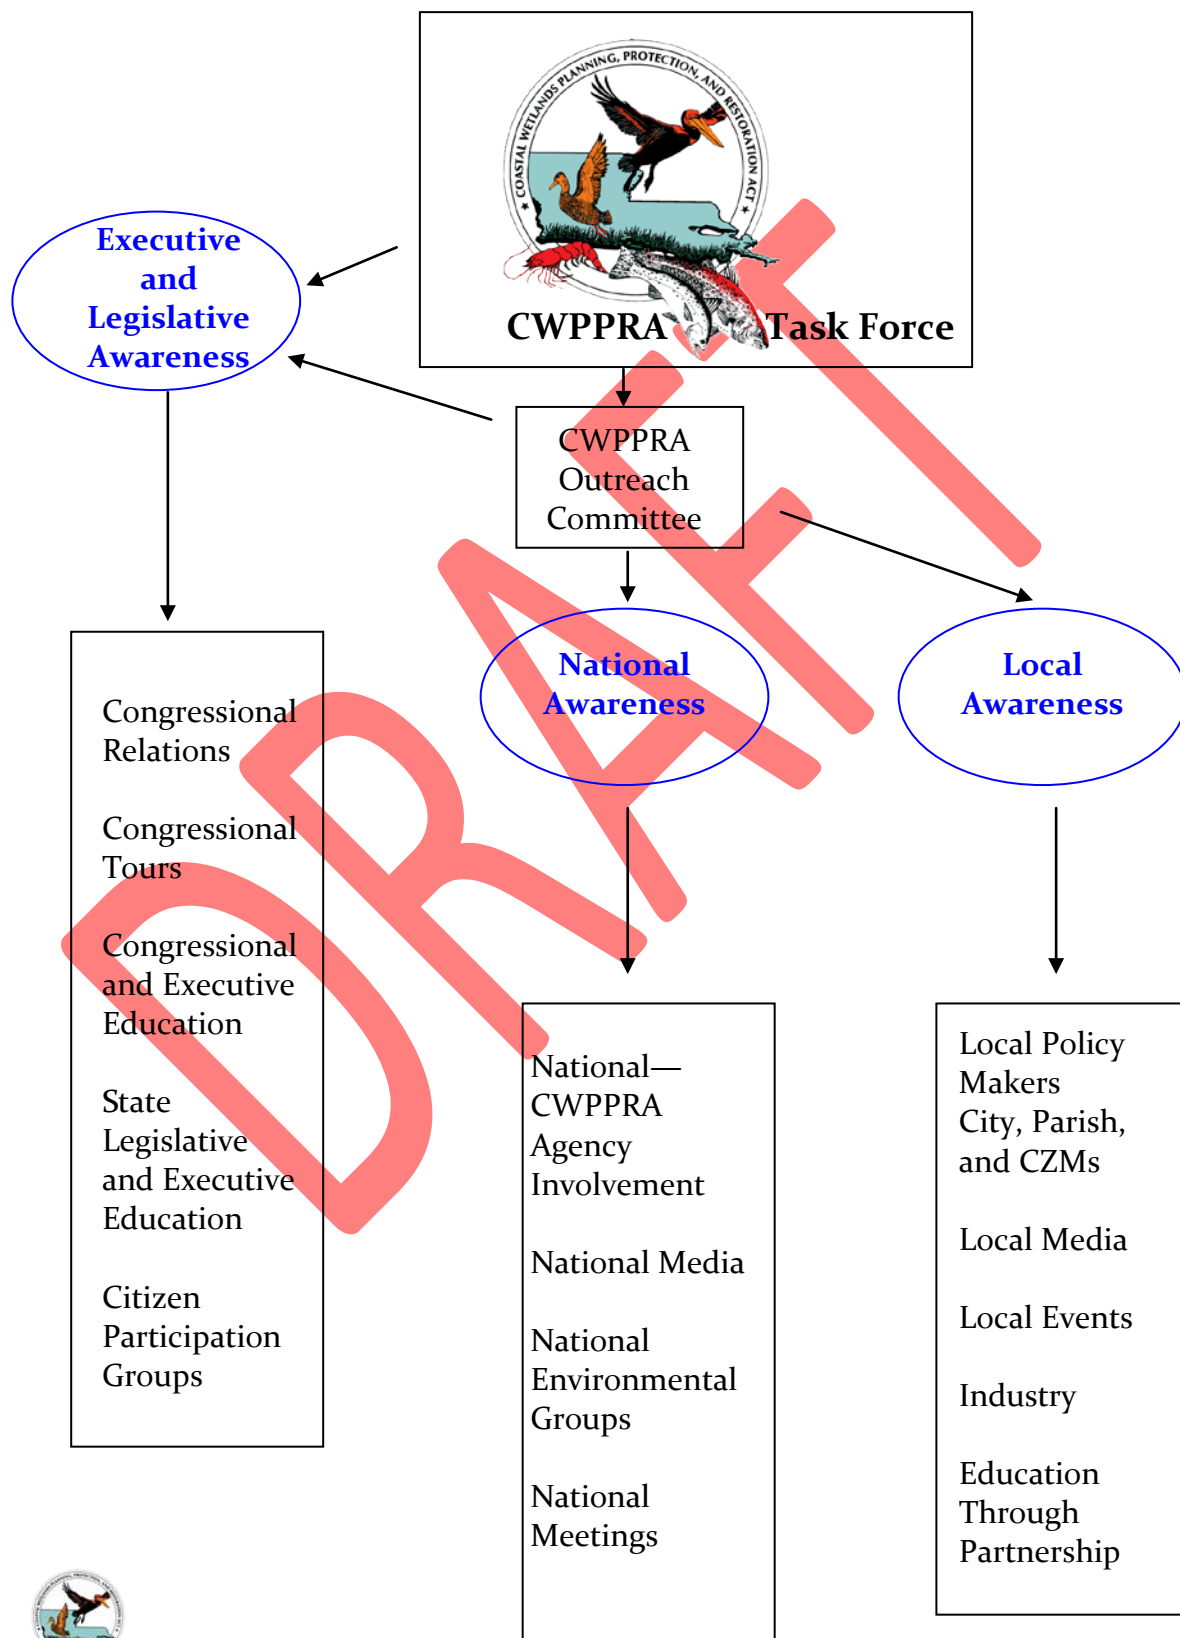 ★ COASTAL WETLANDS PLANNING, PROTECTION, AND RESTORATION ACT ★
CWPPRA Task Force
Executive
and
Legislative
Awareness
CWPPRA
Outreach
Committee
National
Awareness
Local
Awareness
Congressional
Relations
Congressional
Tours
Congressional
and Executive
Education
State
Legislative
and Executive
Education
Citizen
Participation
Groups
National—
CWPPRA
Agency
Involvement
National Media
National
Environmental
Groups
National
Meetings
Local Policy
Makers
City, Parish,
and CZMs
Local Media
Local Events
Industry
Education
Through
Partnership
DRAFT